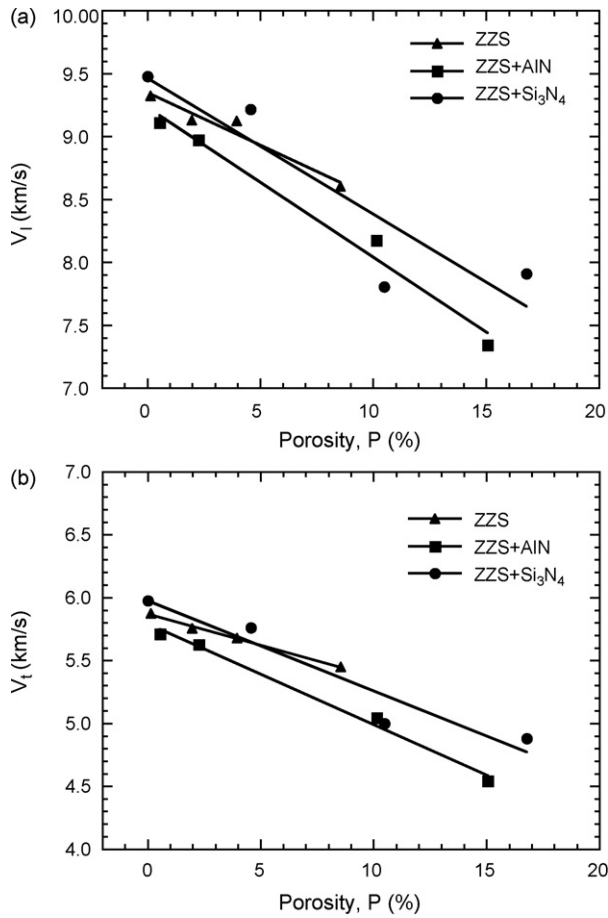 (a)
10.00
9.5
9.0
8.5
8.0
7.5
7.0
V_l (km/s)
ZZS
ZZS+AlN
ZZS+Si₃N₄
0 5 10 15 20
Porosity, P (%)
(b)
7.0
6.5
6.0
5.5
5.0
4.5
4.0
V_t (km/s)
ZZS
ZZS+AlN
ZZS+Si₃N₄
0 5 10 15 20
Porosity, P (%)